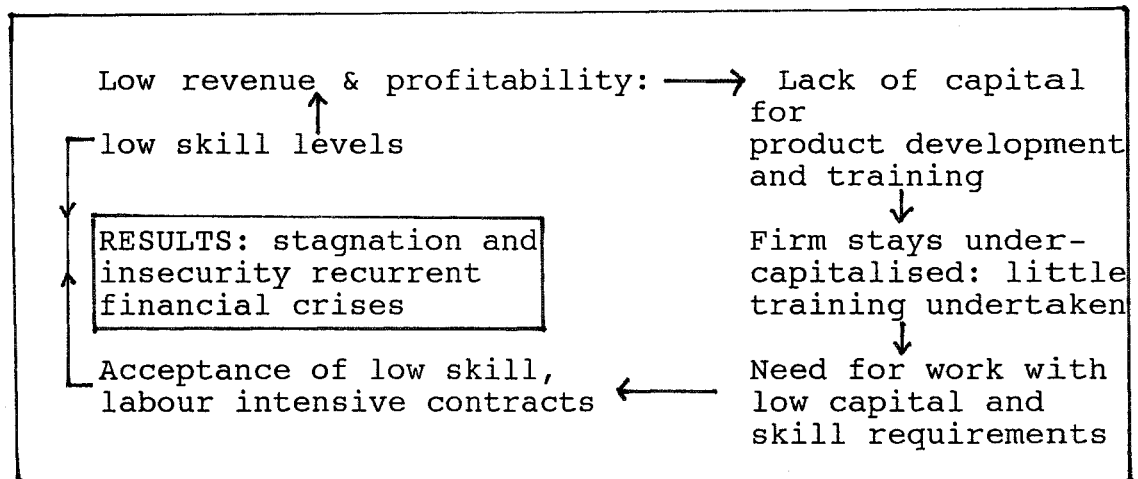 Low revenue & profitability:
low skill levels
Lack of capital
for
product development
and training
Firm stays under-
capitalised: little
training undertaken
Need for work with
low capital and
skill requirements
Acceptance of low skill,
labour intensive contracts
RESULTS: stagnation and
insecurity recurrent
financial crises